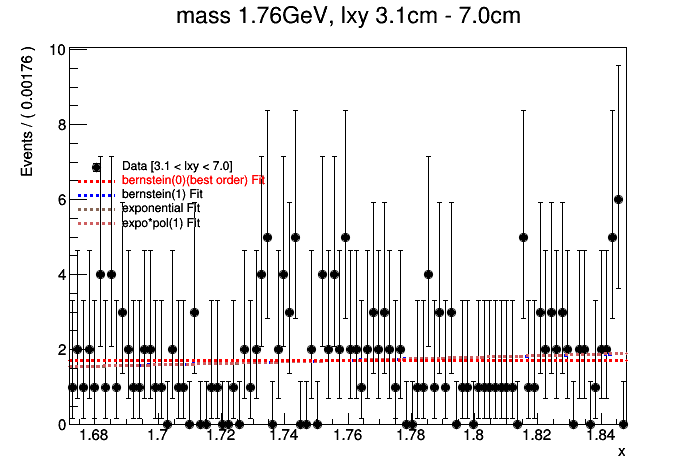 mass 1.76GeV, lxy 3.1cm - 7.0cm
Events / ( 0.00176 )
10
8
6
4
2
0
Data [3.1 < lxy < 7.0]
bernstein(0)(best order) Fit
bernstein(1) Fit
exponential Fit
expo*pol(1) Fit
1.68 1.7 1.72 1.74 1.76 1.78 1.8 1.82 1.84
x